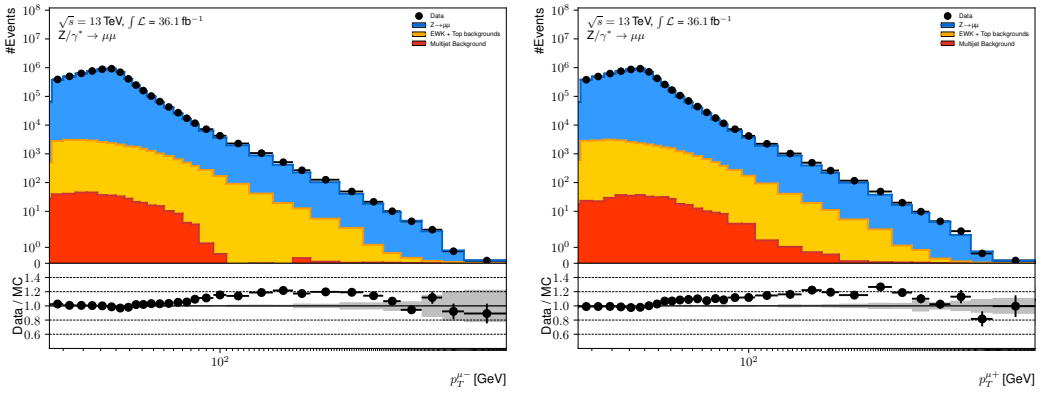 #Events
10⁸
10⁷
10⁶
10⁵
10⁴
10³
10²
10¹
10⁰
0
√s = 13 TeV, ∫ L = 36.1 fb⁻¹
Z/γ* → μμ
Data
Z→μμ
EWK + Top backgrounds
Multijet Background
Data / MC
1.4
1.2
1.0
0.8
0.6
10²
p_T^{μ−} [GeV]
#Events
10⁸
10⁷
10⁶
10⁵
10⁴
10³
10²
10¹
10⁰
0
√s = 13 TeV, ∫ L = 36.1 fb⁻¹
Z/γ* → μμ
Data
Z→μμ
EWK + Top backgrounds
Multijet Background
Data / MC
1.4
1.2
1.0
0.8
0.6
10²
p_T^{μ+} [GeV]